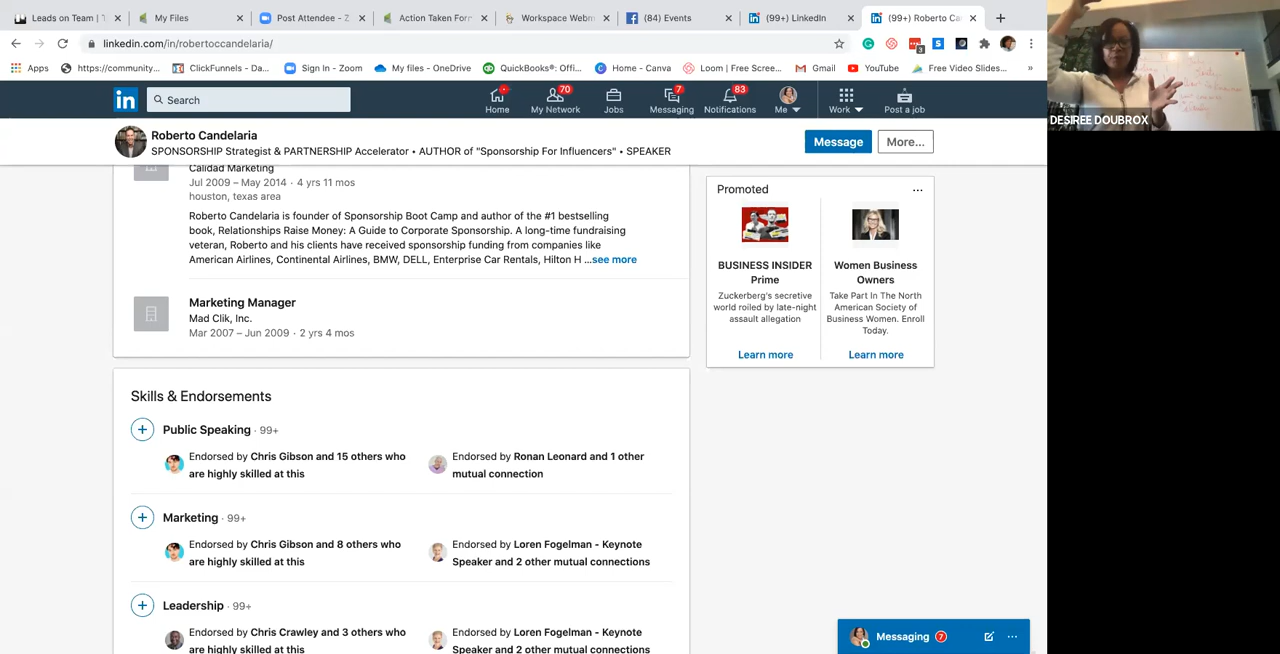 Leads on Team | T
My Files
Post Attendee - Z
Action Taken Form
Workspace Webm
(84) Events
(99+) LinkedIn
(99+) Roberto Ca
linkedin.com/in/robertoccandelaria/
3
Apps
https://community...
ClickFunnels - Da...
Sign In - Zoom
My files - OneDrive
QuickBooks®: Offi...
Home - Canva
Loom | Free Scree...
Gmail
YouTube
Free Video Slides...
»
in
Search
Home
70
My Network
Jobs
7
Messaging
83
Notifications
Me
Work
Post a job
DESIREE DOUBROX
Roberto Candelaria
SPONSORSHIP Strategist & PARTNERSHIP Accelerator • AUTHOR of "Sponsorship For Influencers" • SPEAKER
Message
More...
Calidad Marketing
Jul 2009 – May 2014 · 4 yrs 11 mos
houston, texas area
Roberto Candelaria is founder of Sponsorship Boot Camp and author of the #1 bestselling
book, Relationships Raise Money: A Guide to Corporate Sponsorship. A long-time fundraising
veteran, Roberto and his clients have received sponsorship funding from companies like
American Airlines, Continental Airlines, BMW, DELL, Enterprise Car Rentals, Hilton H ...see more
Marketing Manager
Mad Clik, Inc.
Mar 2007 – Jun 2009 · 2 yrs 4 mos
Promoted
...
BUSINESS INSIDER
Prime
Zuckerberg's secretive
world roiled by late-night
assault allegation
Learn more
Women Business
Owners
Take Part In The North
American Society of
Business Women. Enroll
Today.
Learn more
Skills & Endorsements
Public Speaking · 99+
Endorsed by Chris Gibson and 15 others who
are highly skilled at this
Endorsed by Ronan Leonard and 1 other
mutual connection
Marketing · 99+
Endorsed by Chris Gibson and 8 others who
are highly skilled at this
Endorsed by Loren Fogelman - Keynote
Speaker and 2 other mutual connections
Leadership · 99+
Endorsed by Chris Crawley and 3 others who
are highly skilled at this
Endorsed by Loren Fogelman - Keynote
Speaker and 2 other mutual connections
Messaging 7
...